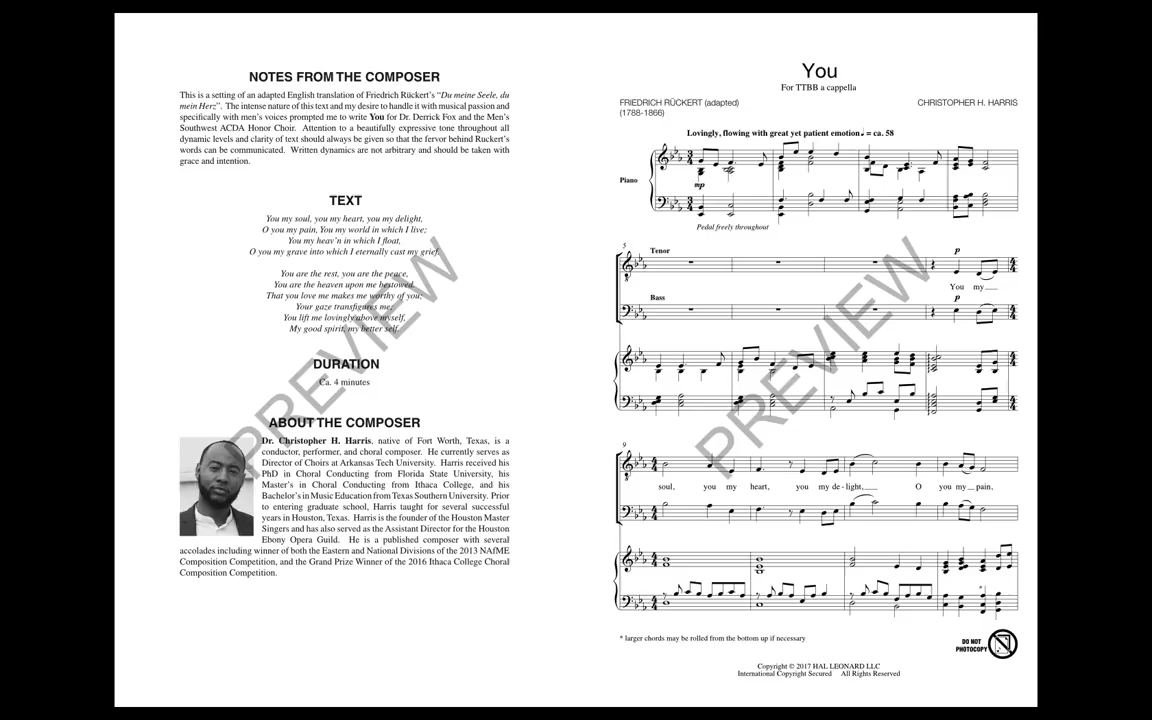 NOTES FROM THE COMPOSER
This is a setting of an adapted English translation of Friedrich Rückert's “Du meine Seele, du
mein Herz”. The intense nature of this text and my desire to handle it with musical passion and
specifically with men's voices prompted me to write You for Dr. Derrick Fox and the Men's
Southwest ACDA Honor Choir. Attention to a beautifully expressive tone throughout all
dynamic levels and clarity of text should always be given so that the fervor behind Ruckert's
words can be communicated. Written dynamics are not arbitrary and should be taken with
grace and intention.
TEXT
You my soul, you my heart, you my delight,
O you my pain, You my world in which I live;
You my heav'n in which I float,
O you my grave into which I eternally cast my grief.
You are the rest, you are the peace,
You are the heaven upon me bestowed.
That you love me makes me worthy of you;
Your gaze transfigures me;
You lift me lovingly above myself,
My good spirit, my better self.
DURATION
Ca. 4 minutes
ABOUT THE COMPOSER
Dr. Christopher H. Harris, native of Fort Worth, Texas, is a
conductor, performer, and choral composer. He currently serves as
Director of Choirs at Arkansas Tech University. Harris received his
PhD in Choral Conducting from Florida State University, his
Master's in Choral Conducting from Ithaca College, and his
Bachelor's in Music Education from Texas Southern University. Prior
to entering graduate school, Harris taught for several successful
years in Houston, Texas. Harris is the founder of the Houston Master
Singers and has also served as the Assistant Director for the Houston
Ebony Opera Guild. He is a published composer with several
accolades including winner of both the Eastern and National Divisions of the 2013 NAfME
Composition Competition, and the Grand Prize Winner of the 2016 Ithaca College Choral
Composition Competition.
PREVIEW
You
For TTBB a cappella
FRIEDRICH RÜCKERT (adapted)
(1788-1866)
CHRISTOPHER H. HARRIS
Lovingly, flowing with great yet patient emotion ♩ = ca. 58
Piano
mp
Pedal freely throughout
5
Tenor
p
You my
Bass
p
9
soul, you my heart, you my de - light, O you my pain,
*
* larger chords may be rolled from the bottom up if necessary
DO NOT
PHOTOCOPY
Copyright © 2017 HAL LEONARD LLC
International Copyright Secured All Rights Reserved
PREVIEW